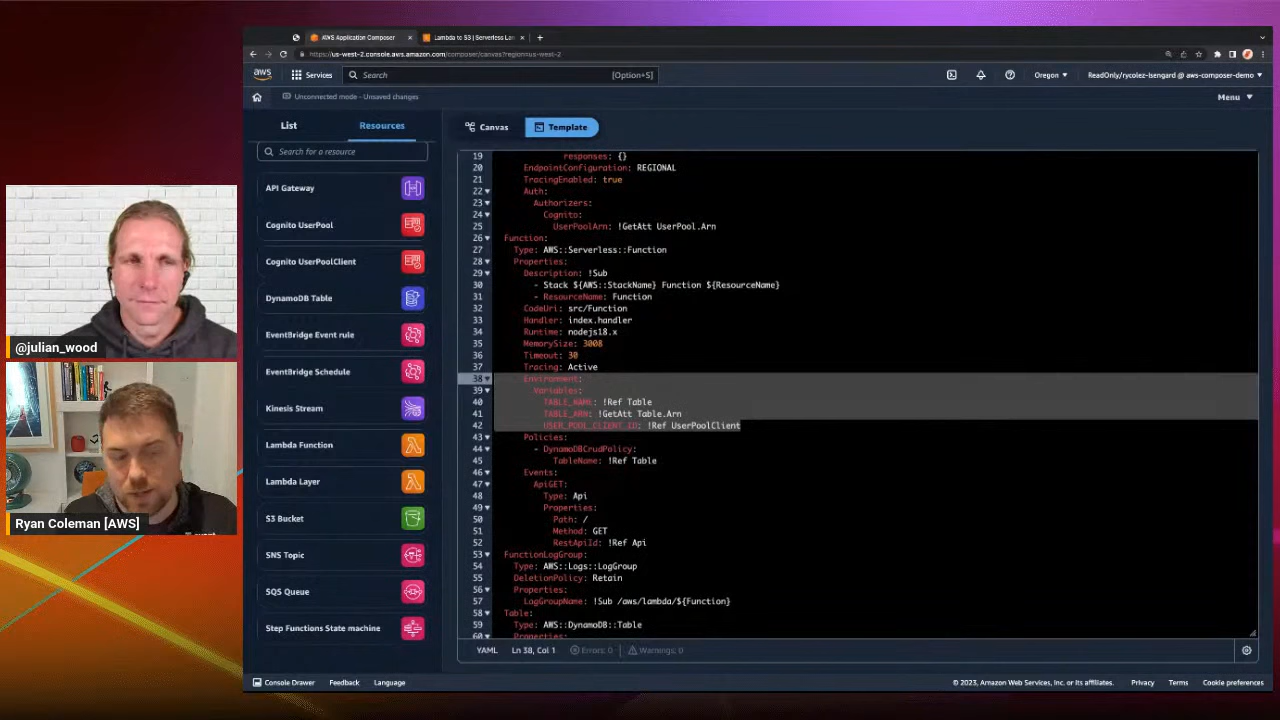 AWS Application Composer
Lambda to S3 | Serverless Lan
https://us-west-2.console.aws.amazon.com/composer/canvas?region=us-west-2
aws
Services
Search
[Option+S]
Oregon
ReadOnly/rycolez-Isengard @ aws-composer-demo
Unconnected mode - Unsaved changes
Menu
List
Resources
Canvas
Template
Search for a resource
API Gateway
Cognito UserPool
Cognito UserPoolClient
DynamoDB Table
EventBridge Event rule
EventBridge Schedule
Kinesis Stream
Lambda Function
Lambda Layer
S3 Bucket
SNS Topic
SQS Queue
Step Functions State machine
19 responses: {}
20 EndpointConfiguration: REGIONAL
21 TracingEnabled: true
22 Auth:
23 Authorizers:
24 Cognito:
25 UserPoolArn: !GetAtt UserPool.Arn
26 Function:
27 Type: AWS::Serverless::Function
28 Properties:
29 Description: !Sub
30 - Stack ${AWS::StackName} Function ${ResourceName}
31 - ResourceName: Function
32 CodeUri: src/Function
33 Handler: index.handler
34 Runtime: nodejs18.x
35 MemorySize: 3008
36 Timeout: 30
37 Tracing: Active
38 Environment:
39 Variables:
40 TABLE_NAME: !Ref Table
41 TABLE_ARN: !GetAtt Table.Arn
42 USER_POOL_CLIENT_ID: !Ref UserPoolClient
43 Policies:
44 - DynamoDBCrudPolicy:
45 TableName: !Ref Table
46 Events:
47 ApiGET:
48 Type: Api
49 Properties:
50 Path: /
51 Method: GET
52 RestApiId: !Ref Api
53 FunctionLogGroup:
54 Type: AWS::Logs::LogGroup
55 DeletionPolicy: Retain
56 Properties:
57 LogGroupName: !Sub /aws/lambda/${Function}
58 Table:
59 Type: AWS::DynamoDB::Table
60 Properties:
YAML
Ln 38, Col 1
Errors: 0
Warnings: 0
Console Drawer
Feedback
Language
© 2023, Amazon Web Services, Inc. or its affiliates.
Privacy
Terms
Cookie preferences
@julian_wood
Ryan Coleman [AWS]